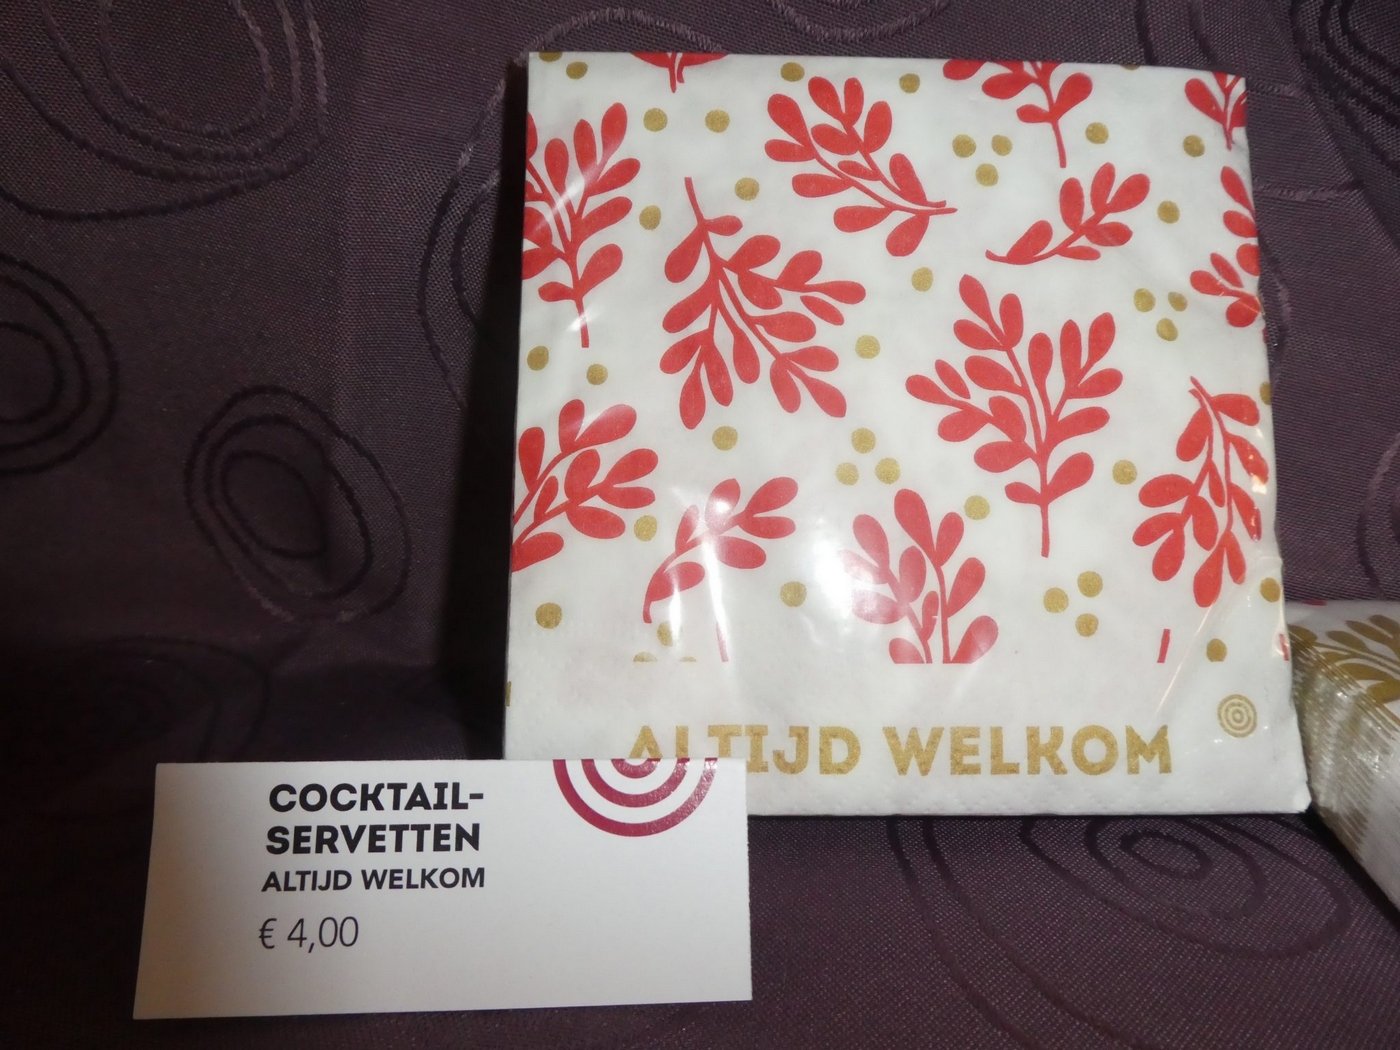 ALTIJD WELKOM
COCKTAIL-
SERVETTEN
ALTIJD WELKOM
€ 4,00